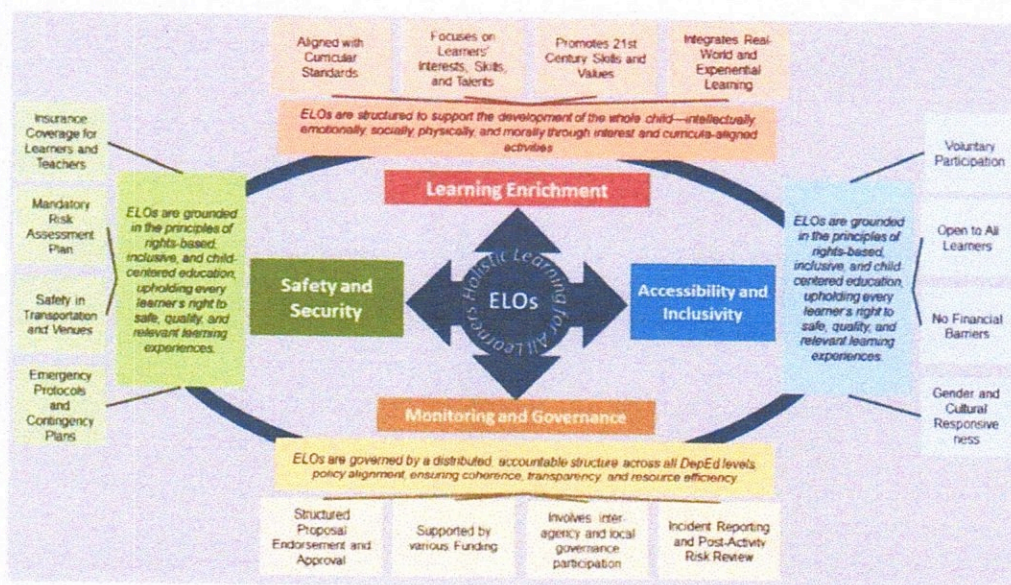 Aligned with
Curricular
Standards
Focuses on
Learners'
Interests, Skills,
and Talents
Promotes 21st
Century Skills and
Values
Integrates Real-
World and
Experiential
Learning
ELOs are structured to support the development of the whole child—intellectually,
emotionally, socially, physically, and morally through interest and curricula-aligned
activities
Insurance
Coverage for
Learners and
Teachers
Mandatory
Risk
Assessment
Plan
Safety in
Transportation
and Venues
Emergency
Protocols
and
Contingency
Plans
ELOs are grounded
in the principles of
rights-based,
inclusive, and child-
centered education,
upholding every
learner's right to
safe, quality, and
relevant learning
experiences.
Learning Enrichment
Safety and
Security
Holistic Learning for All Learners
ELOs
Accessibility and
Inclusivity
Monitoring and Governance
ELOs are grounded
in the principles of
rights-based,
inclusive, and child-
centered education,
upholding every
learner's right to
safe, quality, and
relevant learning
experiences.
Voluntary
Participation
Open to All
Learners
No Financial
Barriers
Gender and
Cultural
Responsive
ness
ELOs are governed by a distributed, accountable structure across all DepEd levels,
policy alignment, ensuring coherence, transparency, and resource efficiency.
Structured
Proposal
Endorsement and
Approval
Supported by
various Funding
Involves inter-
agency and local
governance
participation
Incident Reporting
and Post-Activity
Risk Review